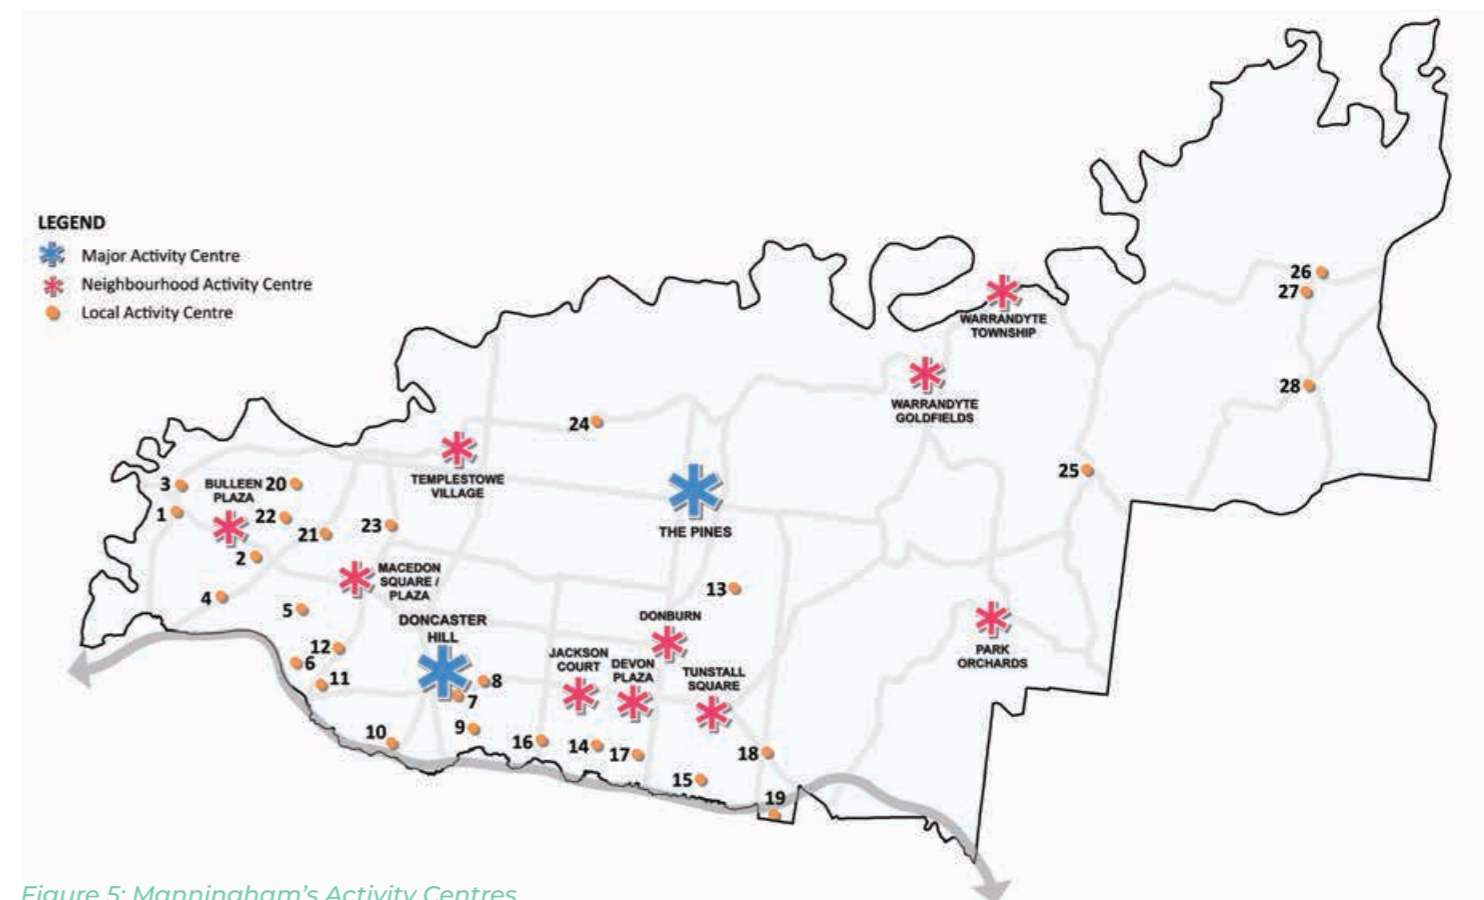 LEGEND
Major Activity Centre
Neighbourhood Activity Centre
Local Activity Centre
26
27
WARRANDYTE
TOWNSHIP
28
WARRANDYTE
GOLDFIELDS
24
25
TEMPLESTOWE
VILLAGE
3
BULLEEN
PLAZA
20
1
22
21
23
2
THE PINES
MACEDON
SQUARE /
PLAZA
4
5
13
DONCASTER
HILL
DONBURN
12
6
11
JACKSON
COURT
DEVON
PLAZA
TUNSTALL
SQUARE
PARK
ORCHARDS
8
7
9
10
16
14
17
18
15
19
Figure 5: Manningham's Activity Centres